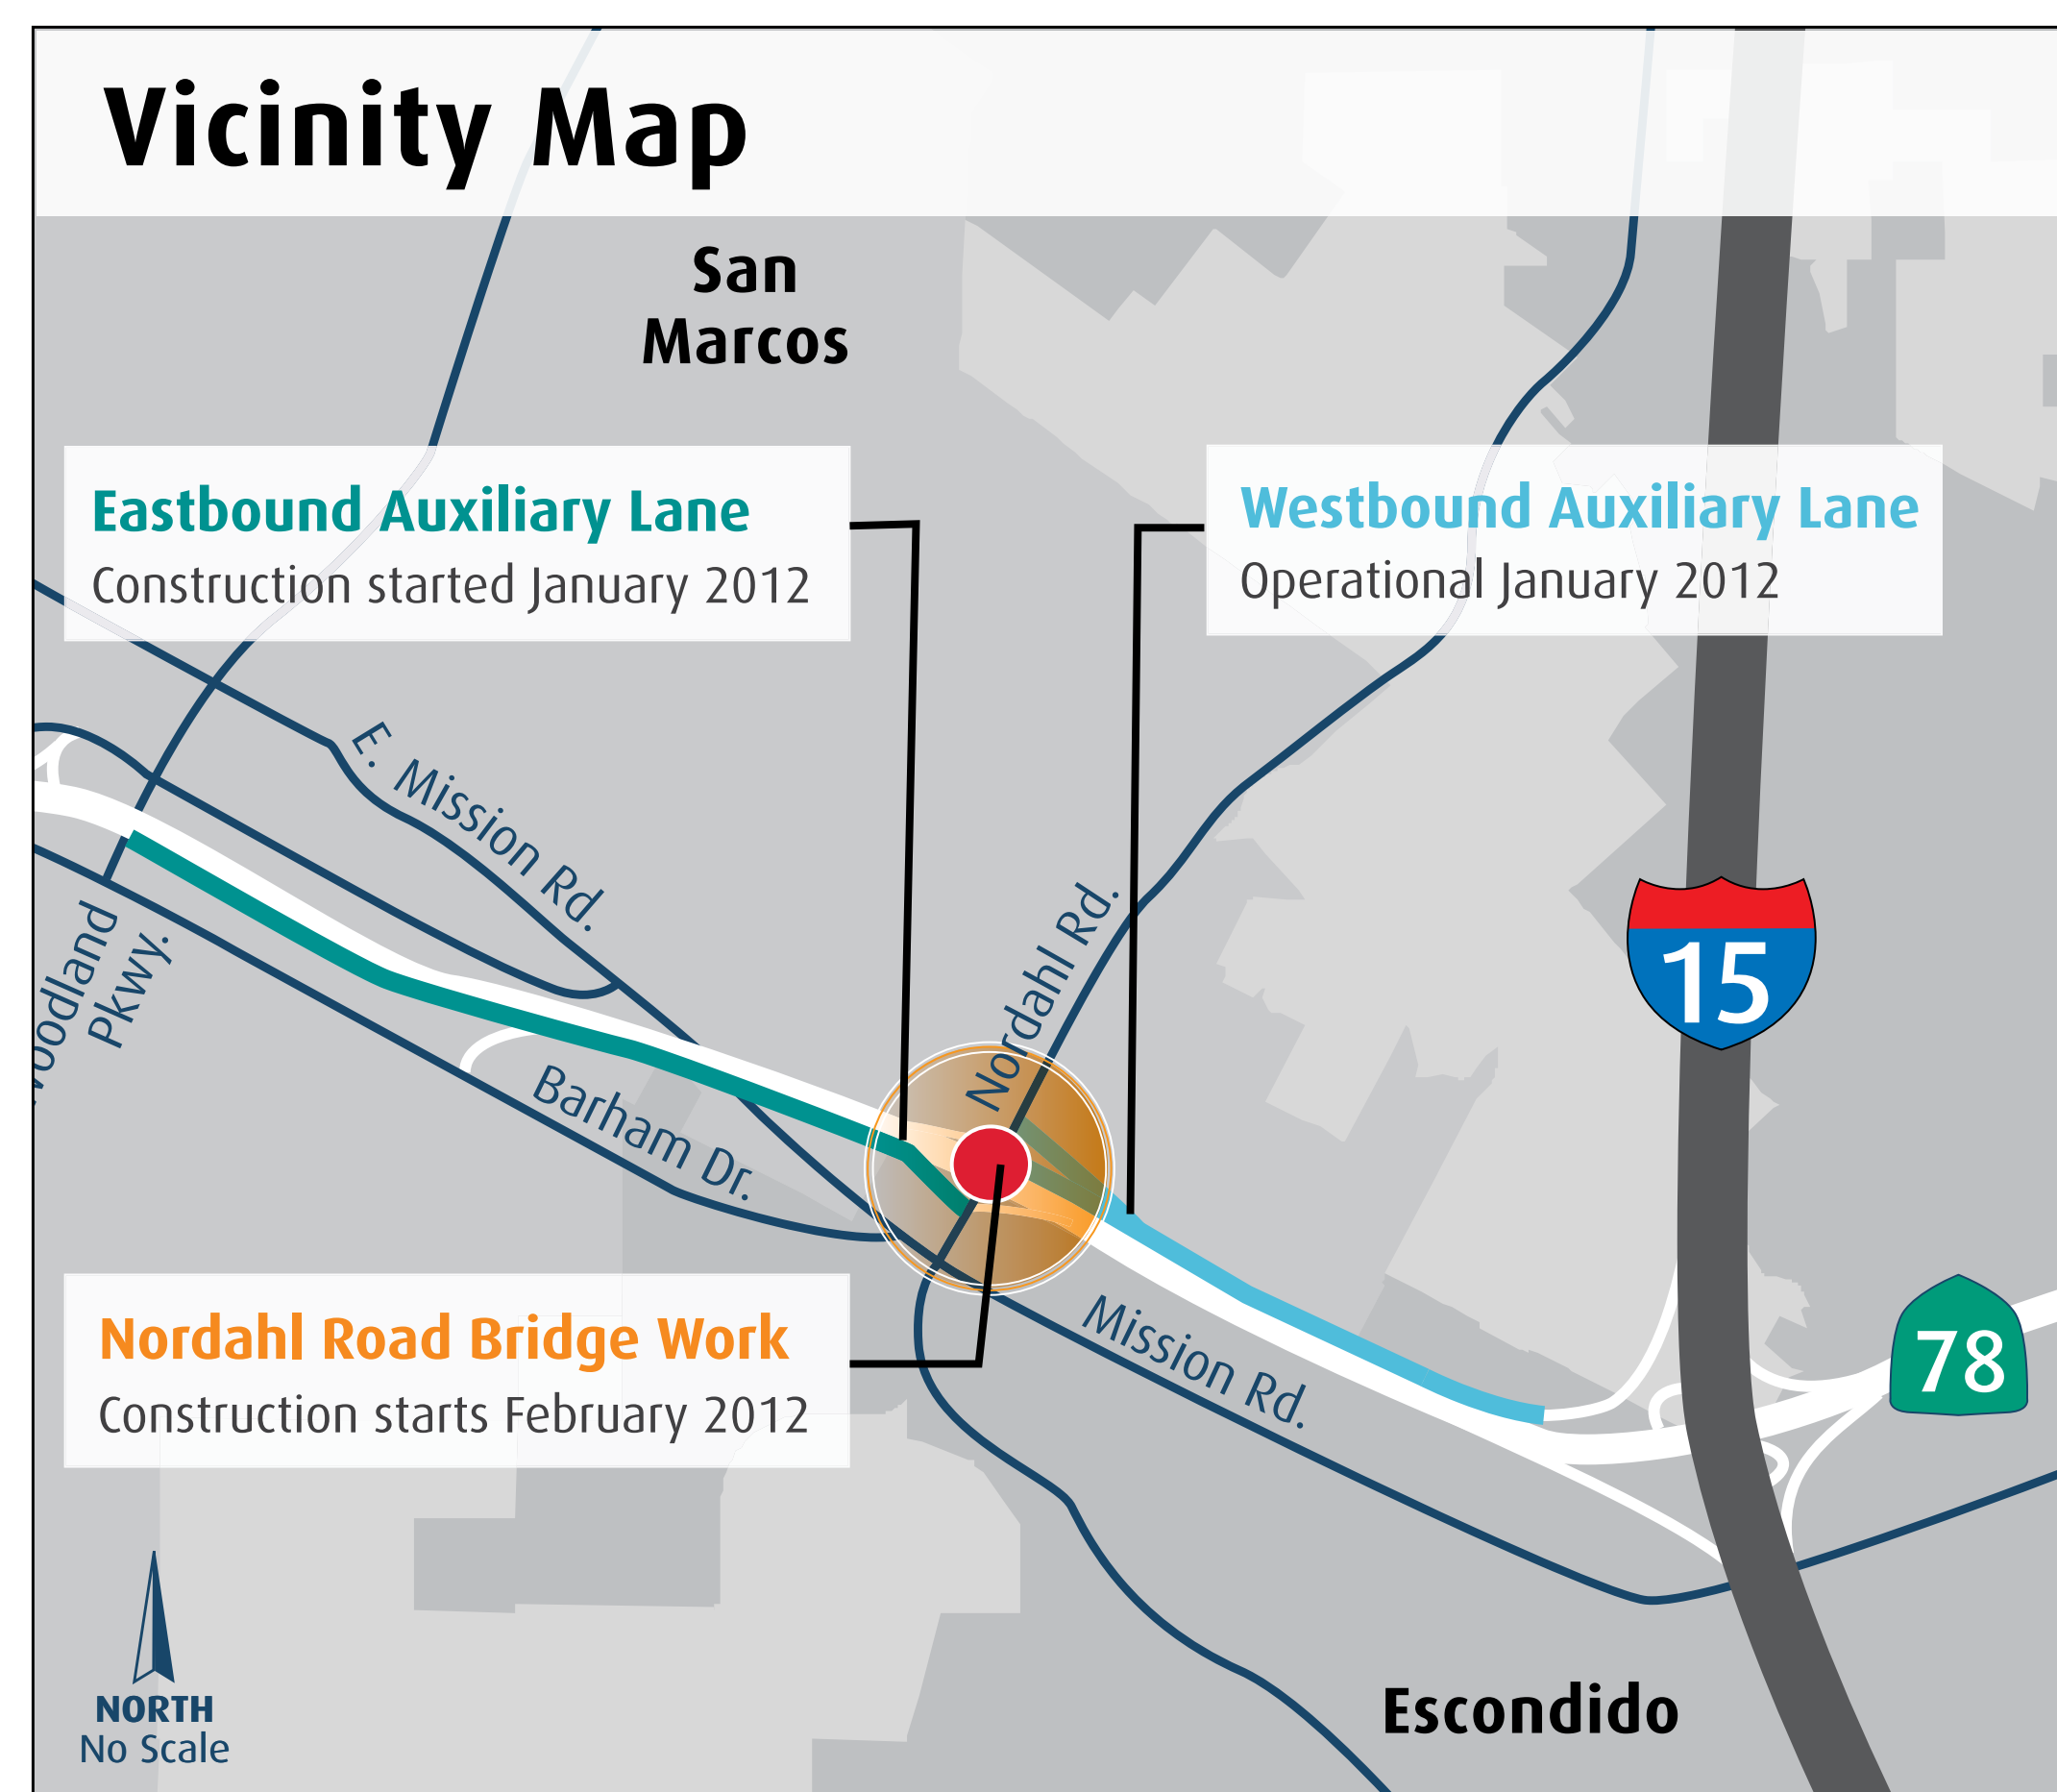 Vicinity Map
San
Marcos
Eastbound Auxiliary Lane
Construction started January 2012
Westbound Auxiliary Lane
Operational January 2012
E. Mission Rd.
Nordahl Rd.
15
Woodland
Pkwy.
Barham Dr.
Nordahl Road Bridge Work
Construction starts February 2012
Mission Rd.
78
NORTH
No Scale
Escondido